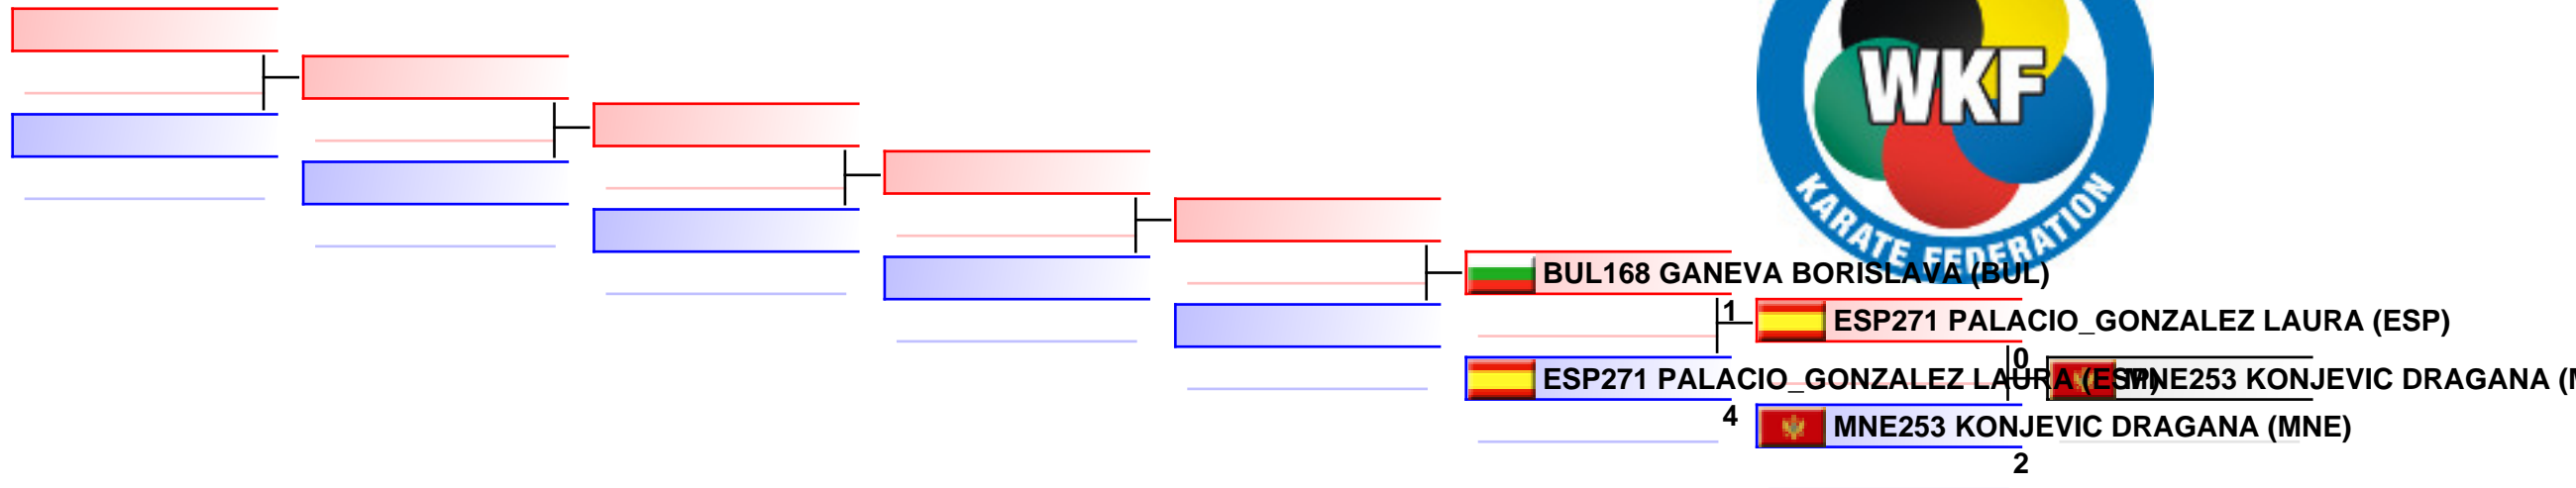 WKF
KARATE FEDERATION
BUL168 GANEVA BORISLAVA (BUL)
1
ESP271 PALACIO_GONZALEZ LAURA (ESP)
0
ESP271 PALACIO_GONZALEZ LAURA (ESP)
MNE253 KONJEVIC DRAGANA (M
4
MNE253 KONJEVIC DRAGANA (MNE)
2